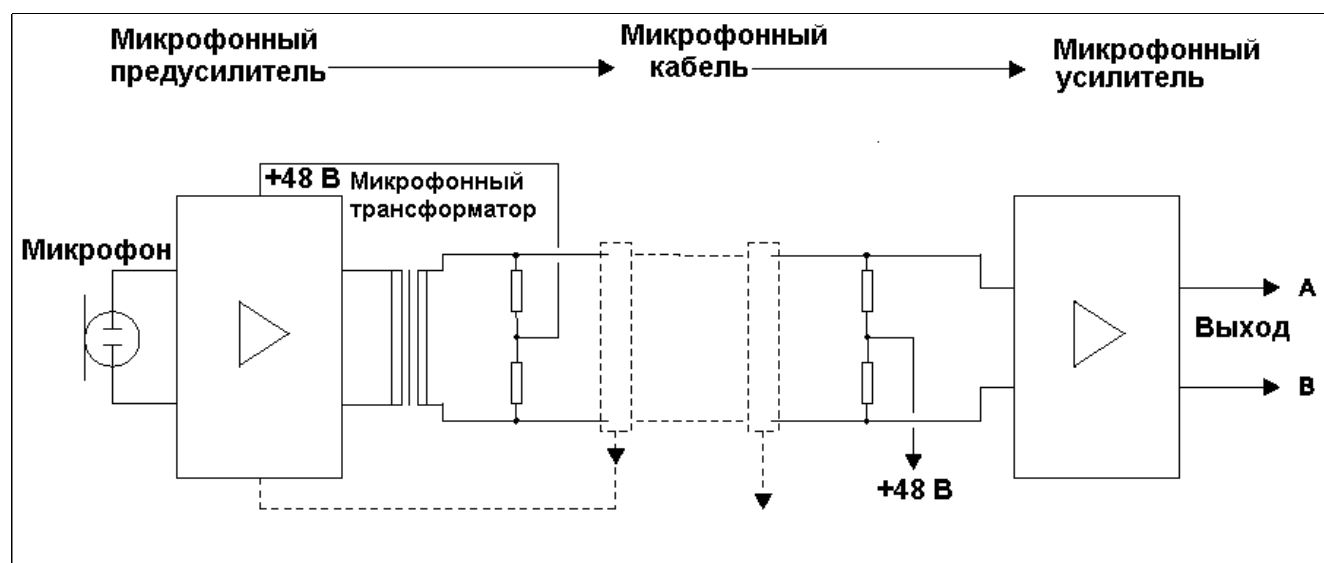 Микрофонный
предусилитель
Микрофонный
кабель
Микрофонный
усилитель
+48 В
Микрофонный
трансформатор
Микрофон
А
Выход
В
+48 В